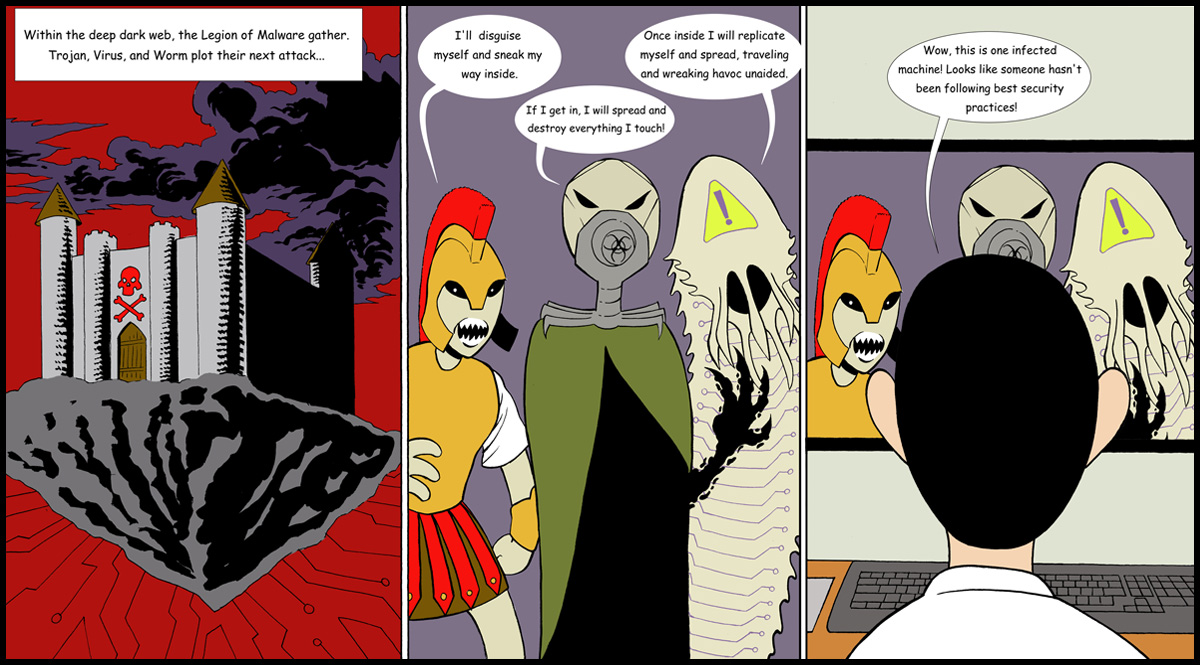 Within the deep dark web, the Legion of Malware gather.
Trojan, Virus, and Worm plot their next attack...
I'll disguise
myself and sneak my
way inside.
If I get in, I will spread and
destroy everything I touch!
Once inside I will replicate
myself and spread, traveling
and wreaking havoc unaided.
!
Wow, this is one infected
machine! Looks like someone hasn't
been following best security
practices!
!